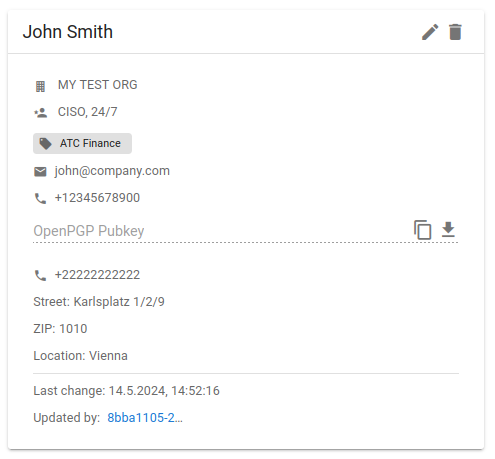 John Smith
MY TEST ORG
CISO, 24/7
ATC Finance
john@company.com
+12345678900
OpenPGP Pubkey
+22222222222
Street: Karlsplatz 1/2/9
ZIP: 1010
Location: Vienna
Last change: 14.5.2024, 14:52:16
Updated by: 8bba1105-2...